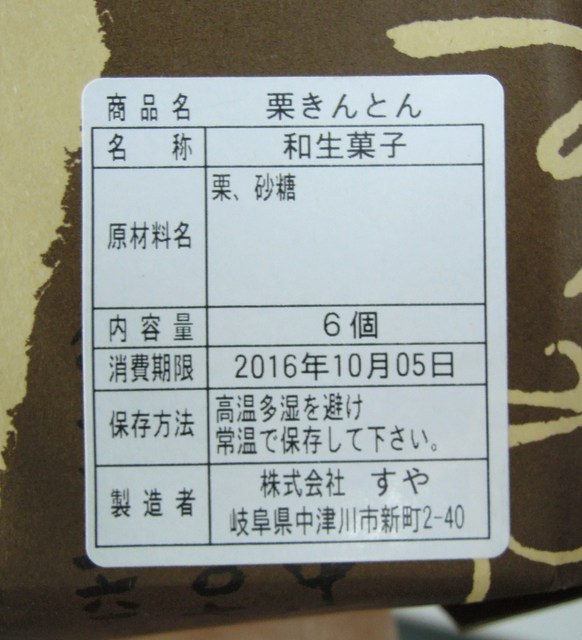 商品名 栗きんとん
名称 和生菓子
原材料名 栗、砂糖
内容量 6個
消費期限 2016年10月05日
保存方法 高温多湿を避け
常温で保存して下さい。
製造者 株式会社 すや
岐阜県中津川市新町2-40